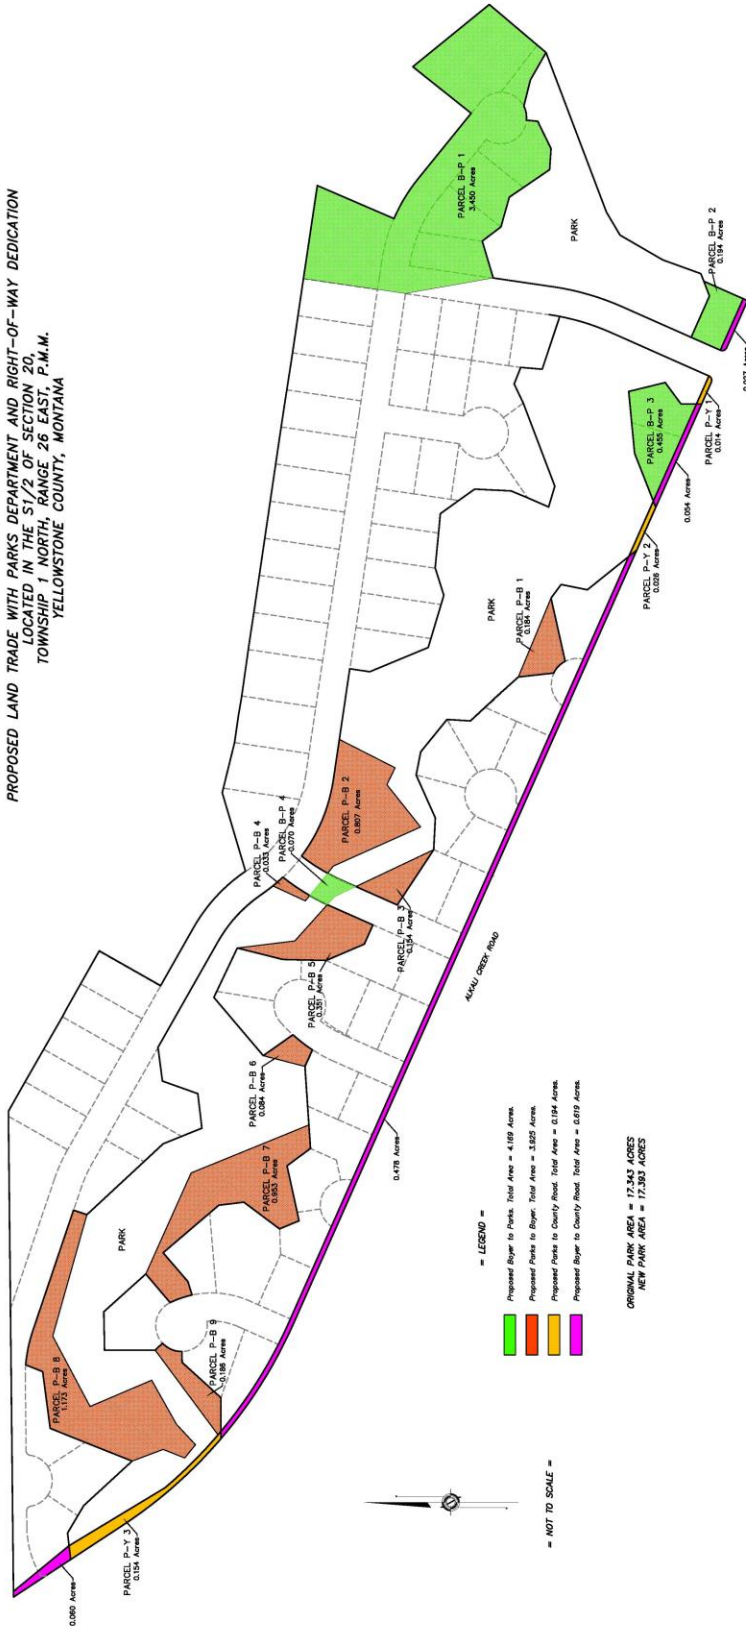 PROPOSED LAND TRADE WITH PARKS DEPARTMENT AND RIGHT-OF-WAY DEDICATION
LOCATED IN THE S1/2 OF SECTION 20,
TOWNSHIP 1 NORTH, RANGE 26 EAST, P.M.M.
YELLOWSTONE COUNTY, MONTANA
0.060 Acres
PARCEL P-Y 3
0.154 Acres
PARCEL P-B 8
1.173 Acres
PARK
PARCEL P-B 9
0.186 Acres
PARCEL P-B 7
0.953 Acres
PARCEL P-B 6
0.084 Acres
PARCEL P-B 5
0.351 Acres
PARCEL P-B 4
0.033 Acres
PARCEL B-P 4
0.070 Acres
PARCEL P-B 3
0.154 Acres
PARCEL P-B 2
0.807 Acres
0.478 Acres
ALKALI CREEK ROAD
PARK
PARCEL P-B 1
0.184 Acres
PARCEL P-Y 2
0.026 Acres
0.054 Acres
PARCEL B-P 3
0.455 Acres
PARCEL P-Y 1
0.014 Acres
PARCEL B-P 1
3.450 Acres
PARK
PARCEL B-P 2
0.194 Acres
0.027 Acres
= LEGEND =
Proposed Boyer to Parks. Total Area = 4.169 Acres.
Proposed Parks to Boyer. Total Area = 3.925 Acres.
Proposed Parks to County Road. Total Area = 0.194 Acres.
Proposed Boyer to County Road. Total Area = 0.619 Acres.
ORIGINAL PARK AREA = 17.343 ACRES
NEW PARK AREA = 17.393 ACRES
= NOT TO SCALE =